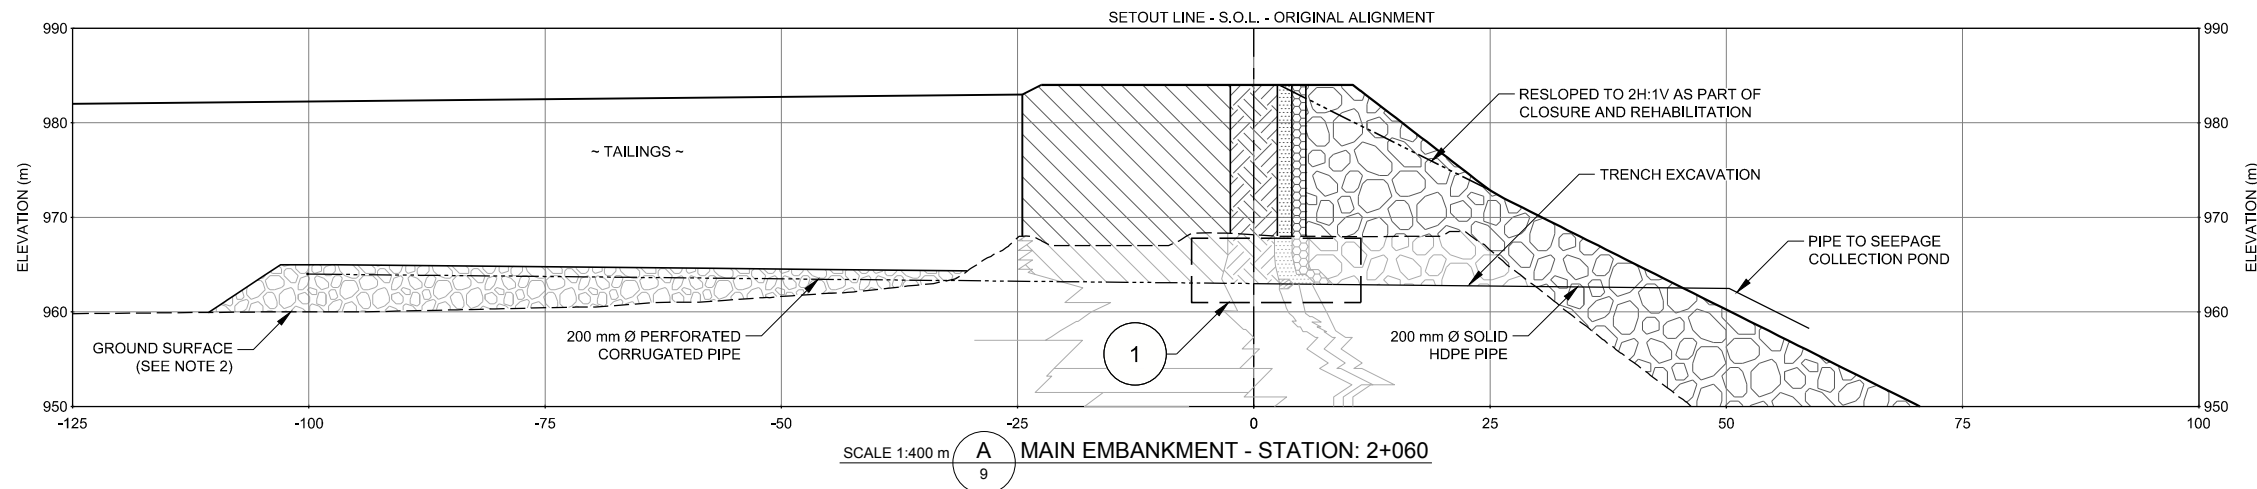 SETOUT LINE - S.O.L. - ORIGINAL ALIGNMENT
990
990
RESLOPED TO 2H:1V AS PART OF
CLOSURE AND REHABILITATION
980
980
~ TAILINGS ~
TRENCH EXCAVATION
ELEVATION (m)
ELEVATION (m)
970
970
PIPE TO SEEPAGE
COLLECTION POND
960
960
GROUND SURFACE
(SEE NOTE 2)
200 mm Ø PERFORATED
CORRUGATED PIPE
1
200 mm Ø SOLID
HDPE PIPE
950
950
-125 -100 -75 -50 -25 0 25 50 75 100
SCALE 1:400 m
A
9
MAIN EMBANKMENT - STATION: 2+060